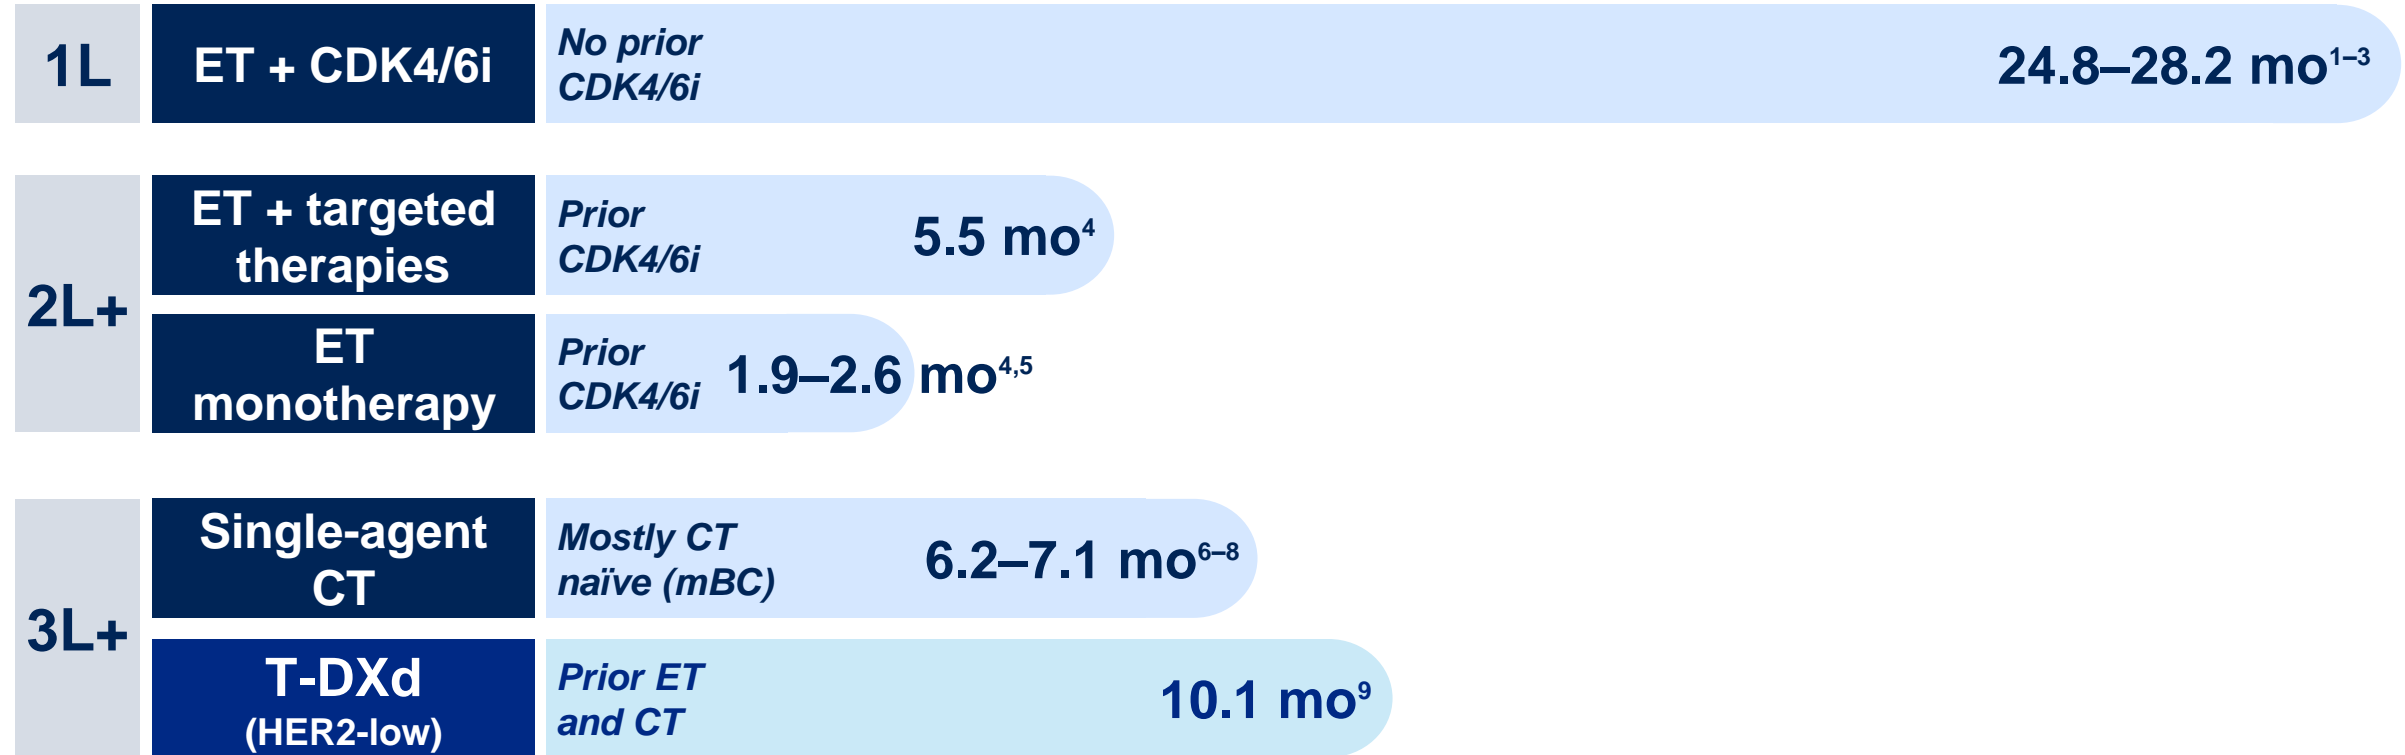 1L
ET + CDK4/6i
No prior
CDK4/6i
24.8–28.2 mo¹⁻³
2L+
ET + targeted
therapies
Prior
CDK4/6i
5.5 mo⁴
ET
monotherapy
Prior
CDK4/6i
1.9–2.6 mo⁴,⁵
3L+
Single-agent
CT
Mostly CT
naïve (mBC)
6.2–7.1 mo⁶⁻⁸
T-DXd
(HER2-low)
Prior ET
and CT
10.1 mo⁹